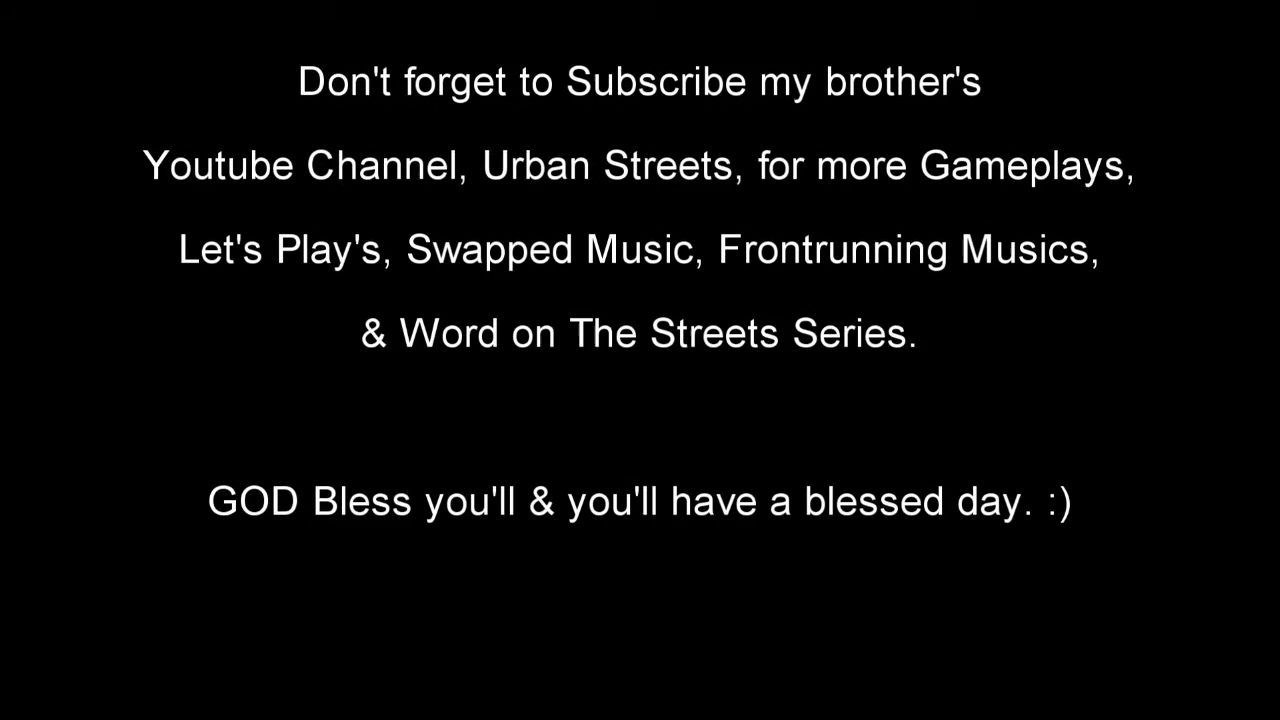 Don't forget to Subscribe my brother's
Youtube Channel, Urban Streets, for more Gameplays,
Let's Play's, Swapped Music, Frontrunning Musics,
& Word on The Streets Series.
GOD Bless you'll & you'll have a blessed day. :)